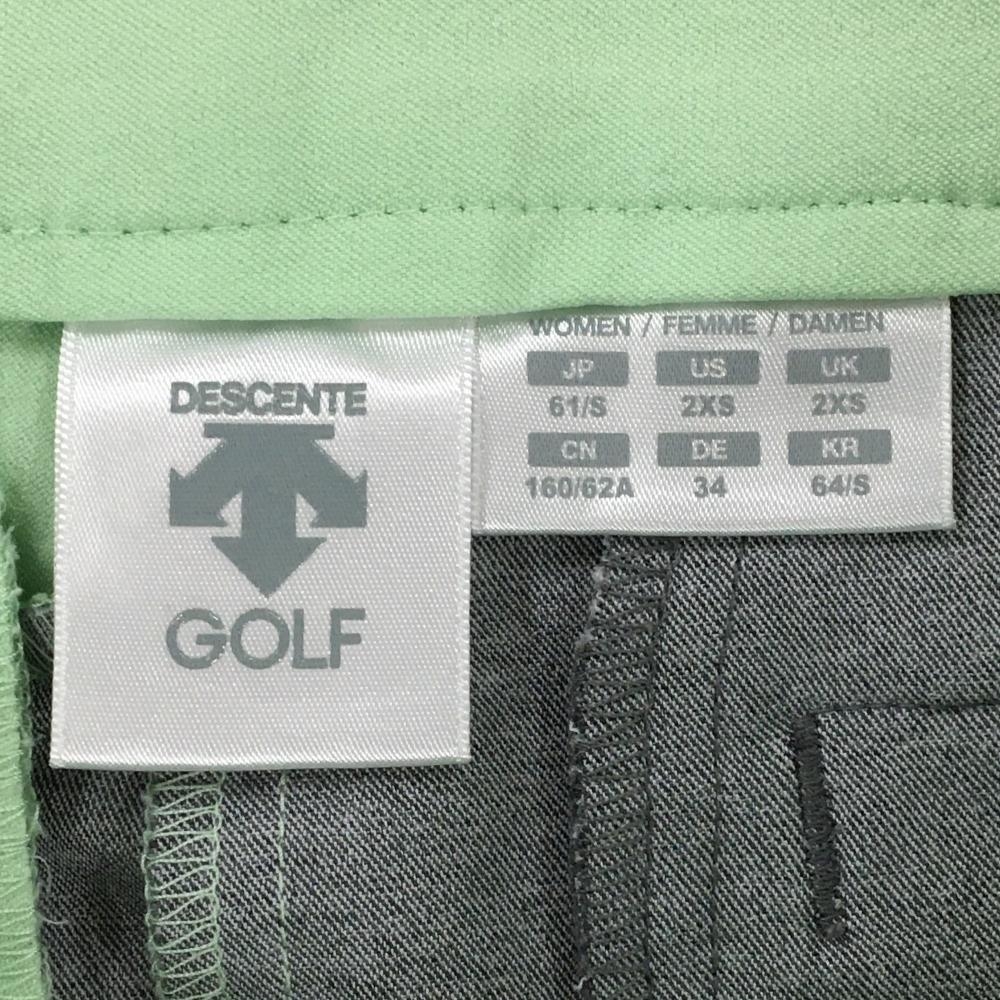 DESCENTE
GOLF
WOMEN / FEMME / DAMEN
JP US UK
61/S 2XS 2XS
CN DE KR
160/62A 34 64/S